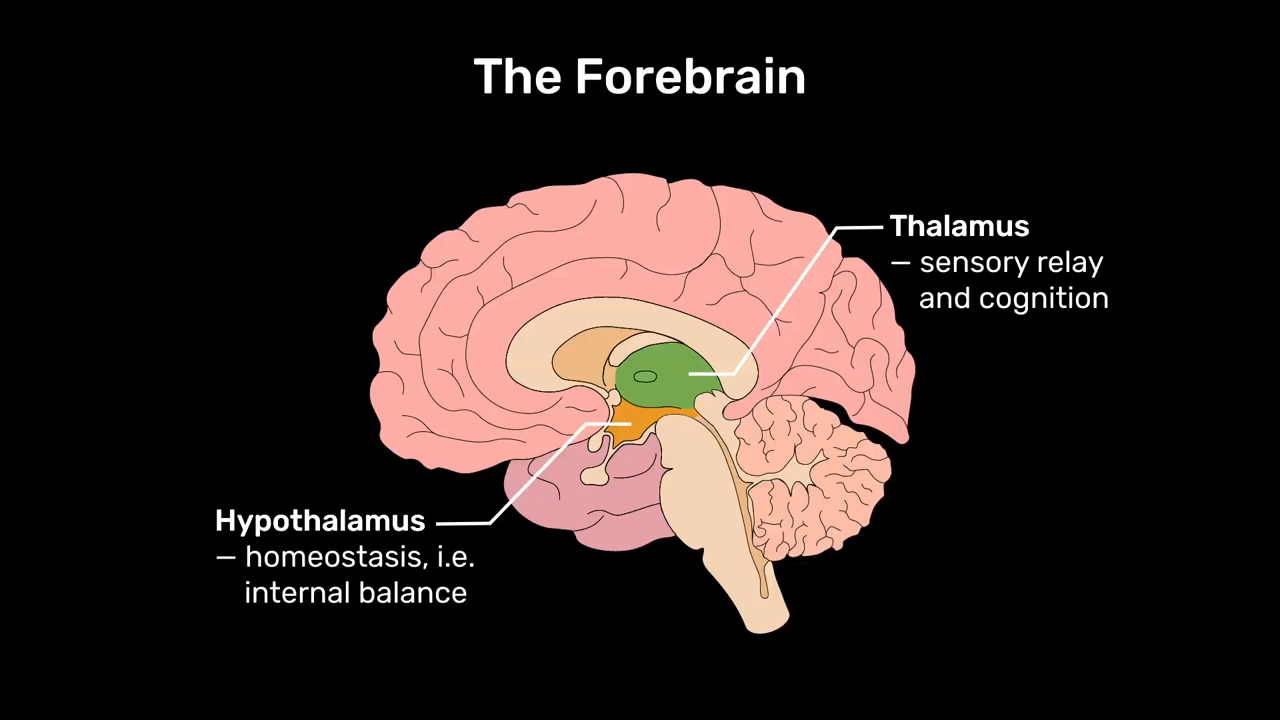 The Forebrain
Thalamus
– sensory relay
and cognition
Hypothalamus
– homeostasis, i.e.
internal balance